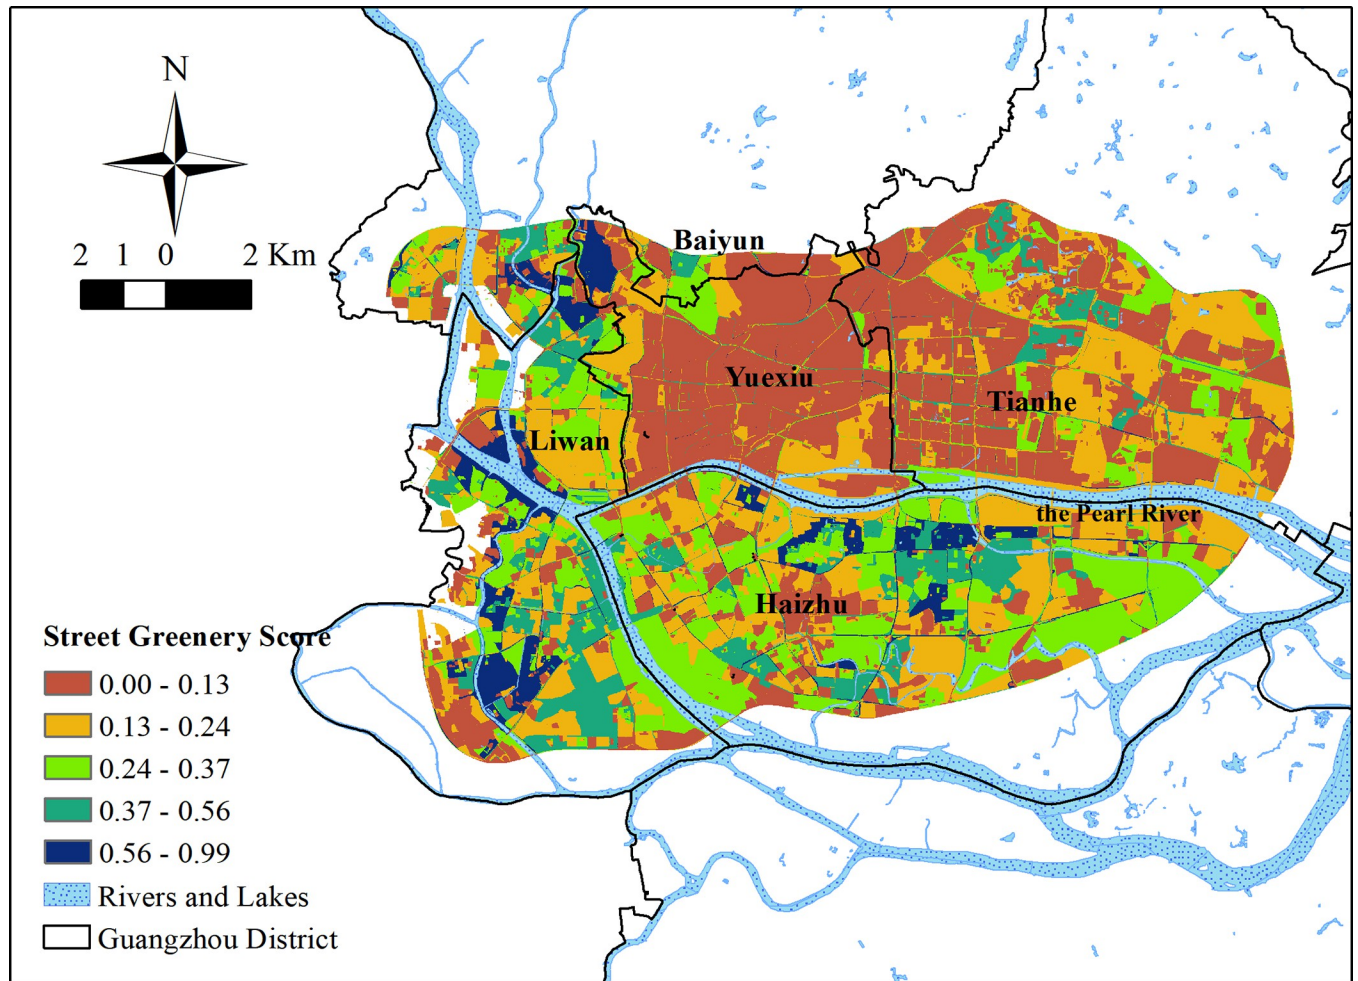 N
2 1 0 2 Km
Baiyun
Yuexiu
Tianhe
Liwan
the Pearl River
Haizhu
Street Greenery Score
0.00 - 0.13
0.13 - 0.24
0.24 - 0.37
0.37 - 0.56
0.56 - 0.99
Rivers and Lakes
Guangzhou District